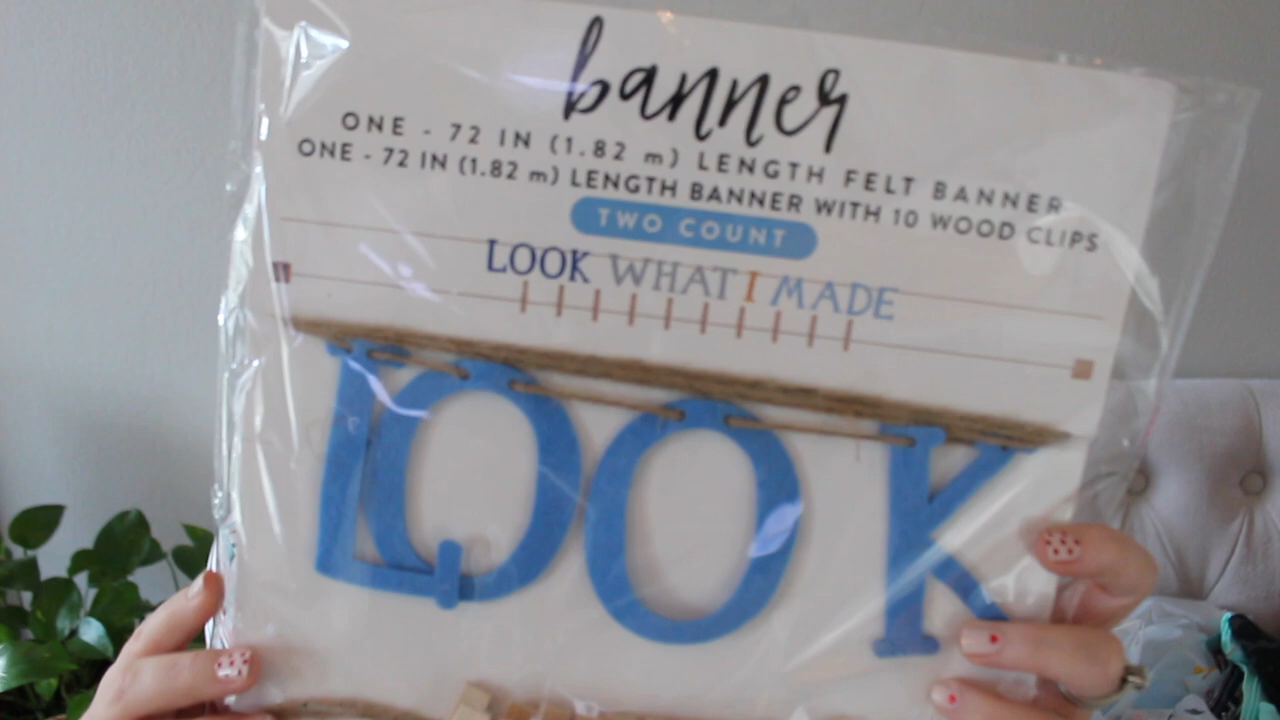 banner
ONE - 72 IN (1.82 m) LENGTH FELT BANNER
ONE - 72 IN (1.82 m) LENGTH BANNER WITH 10 WOOD CLIPS
TWO COUNT
LOOK WHAT I MADE
LOOK